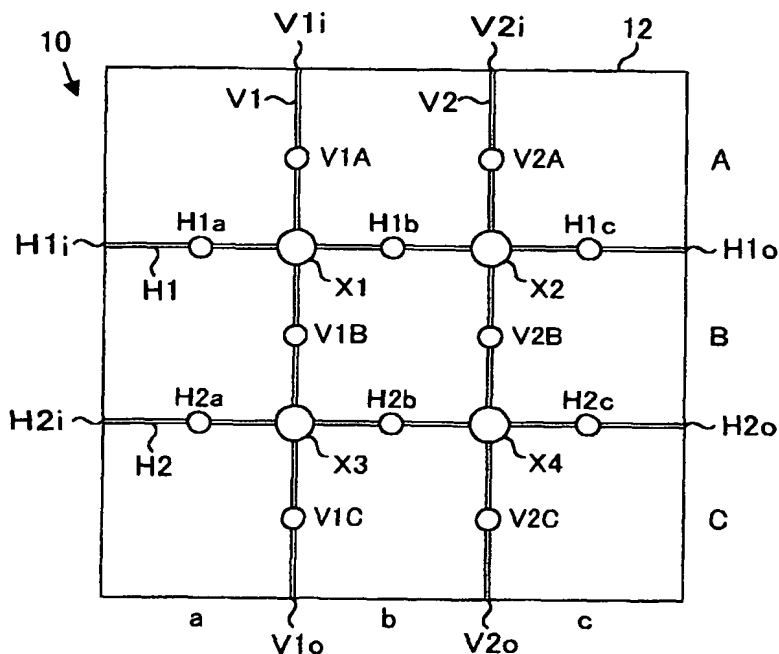 V1i V2i
10 12
V1 V2
V1A V2A A
H1a H1b H1c
H1i H1o
H1 X1 X2
V1B V2B B
H2a H2b H2c
H2i H2o
H2 X3 X4
V1C V2C C
a b c
V1o V2o